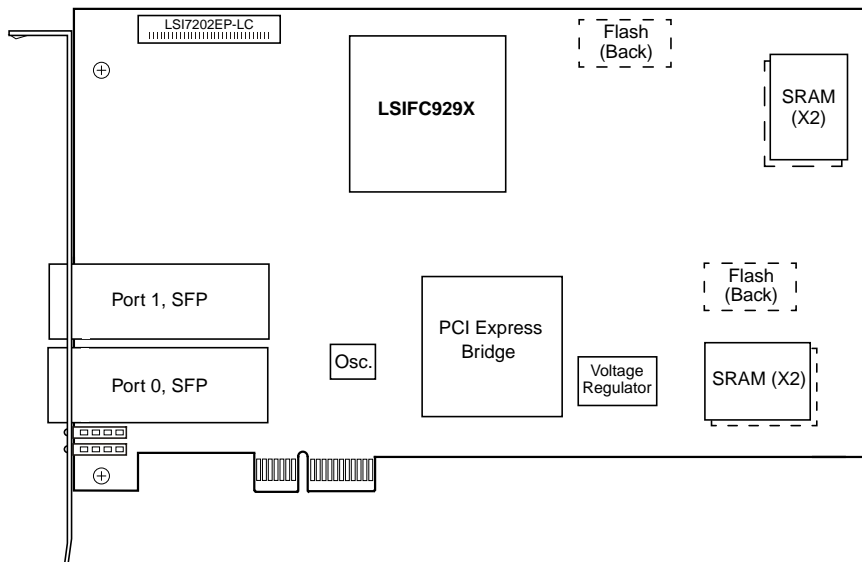 LSI7202EP-LC
Flash
(Back)
LSIFC929X
SRAM
(X2)
Port 1, SFP
Flash
(Back)
PCI Express
Bridge
Osc.
Voltage
Regulator
SRAM (X2)
Port 0, SFP